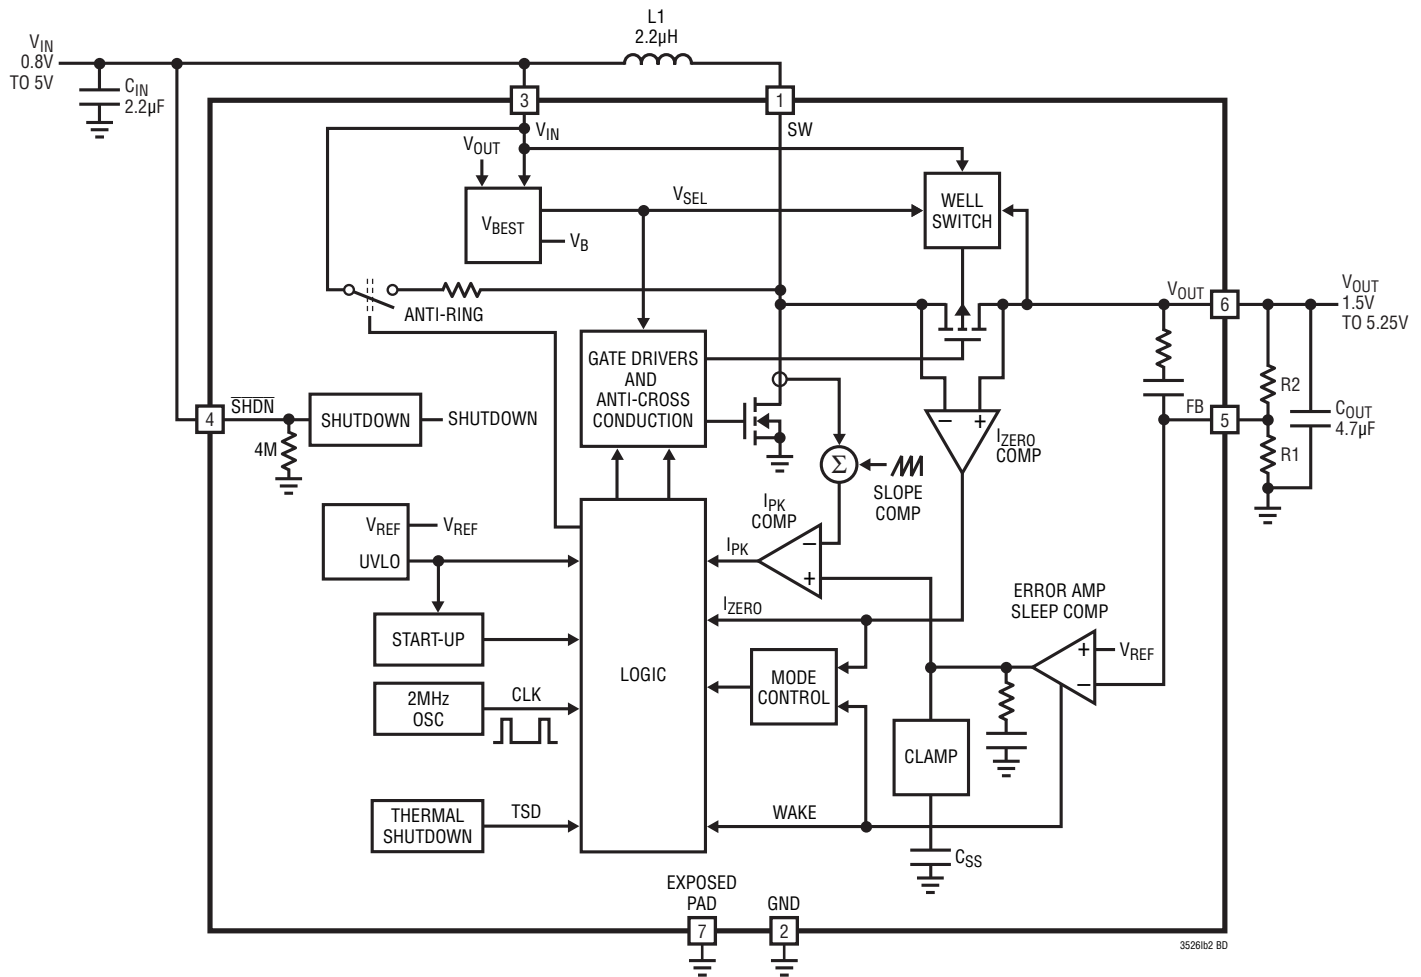 L1
2.2µH
VIN
0.8V
TO 5V
CIN
2.2µF
3
1
VIN
SW
VOUT
VBEST
VSEL
VB
WELL
SWITCH
ANTI-RING
VOUT
6
VOUT
1.5V
TO 5.25V
GATE DRIVERS
AND
ANTI-CROSS
CONDUCTION
R2
4
SHDN
SHUTDOWN
SHUTDOWN
4M
FB
5
COUT
4.7µF
R1
–
+
IZERO
COMP
Σ
SLOPE
COMP
IPK
COMP
VREF
VREF
UVLO
IPK
–
+
IZERO
ERROR AMP
SLEEP COMP
START-UP
LOGIC
+
–
VREF
MODE
CONTROL
2MHz
OSC
CLK
CLAMP
THERMAL
SHUTDOWN
TSD
WAKE
CSS
EXPOSED
PAD
GND
7
2
3526lb2 BD